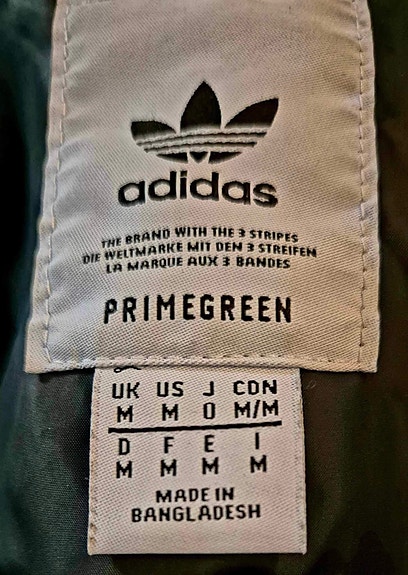 adidas
THE BRAND WITH THE 3 STRIPES
DIE WELTMARKE MIT DEN 3 STREIFEN
LA MARQUE AUX 3 BANDES
PRIMEGREEN
UK US J CDN
M M O M/M
D F E I
M M M M
MADE IN
BANGLADESH